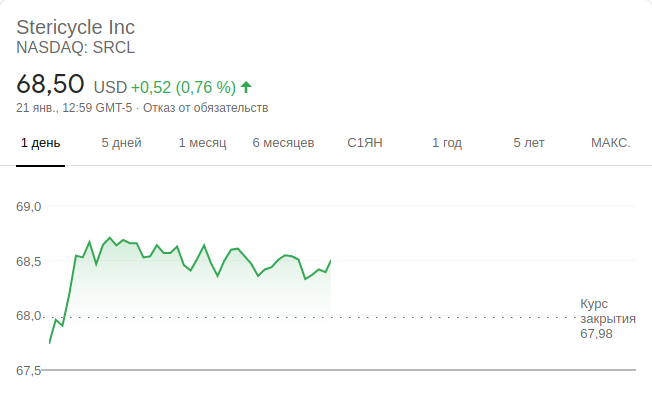 Stericycle Inc
NASDAQ: SRCL
68,50 USD +0,52 (0,76 %)
21 янв., 12:59 GMT-5 · Отказ от обязательств
1 день 5 дней 1 месяц 6 месяцев С1ЯН 1 год 5 лет МАКС.
69,0
68,5
68,0
Курс
закрытия
67,98
67,5